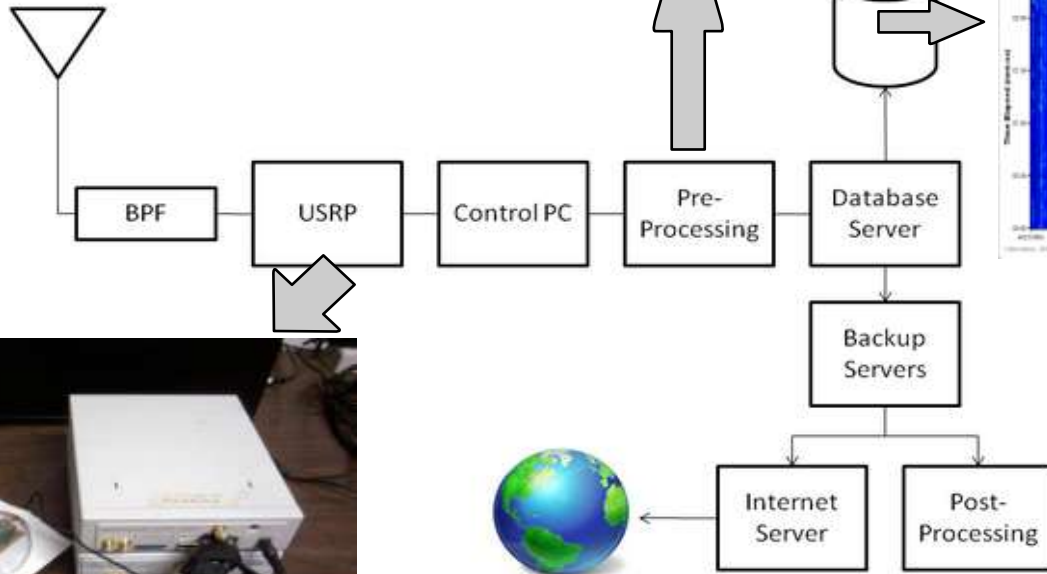 BPF
USRP
Control PC
Pre-
Processing
Database
Server
Backup
Servers
Internet
Server
Post-
Processing